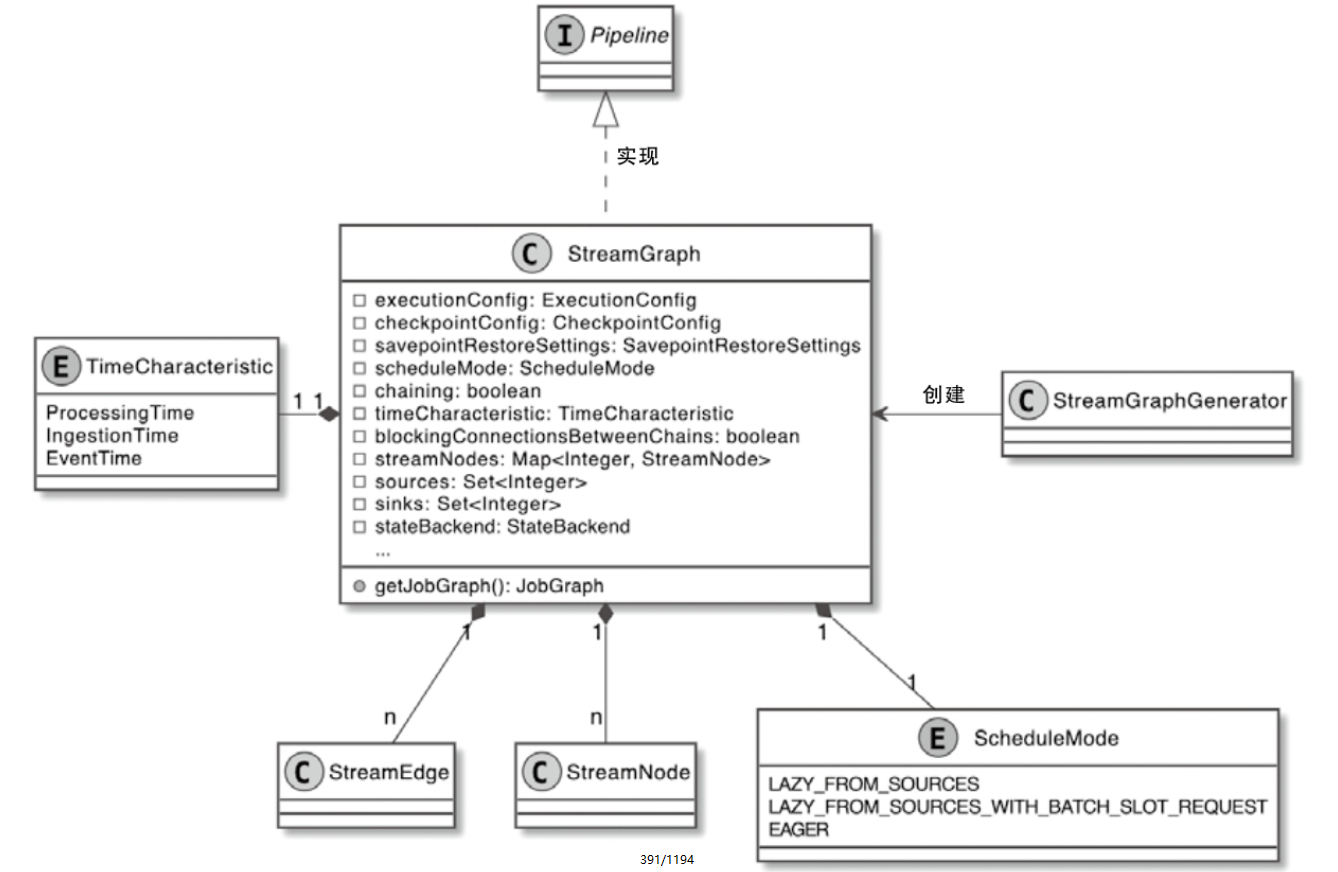 I Pipeline
实现
C StreamGraph
executionConfig: ExecutionConfig
checkpointConfig: CheckpointConfig
savepointRestoreSettings: SavepointRestoreSettings
scheduleMode: ScheduleMode
chaining: boolean
timeCharacteristic: TimeCharacteristic
blockingConnectionsBetweenChains: boolean
streamNodes: Map<Integer, StreamNode>
sources: Set<Integer>
sinks: Set<Integer>
stateBackend: StateBackend
...
getJobGraph(): JobGraph
E TimeCharacteristic
ProcessingTime
IngestionTime
EventTime
1 1
创建
C StreamGraphGenerator
1
1
1
n
n
1
C StreamEdge
C StreamNode
E ScheduleMode
LAZY_FROM_SOURCES
LAZY_FROM_SOURCES_WITH_BATCH_SLOT_REQUEST
EAGER
391/1194